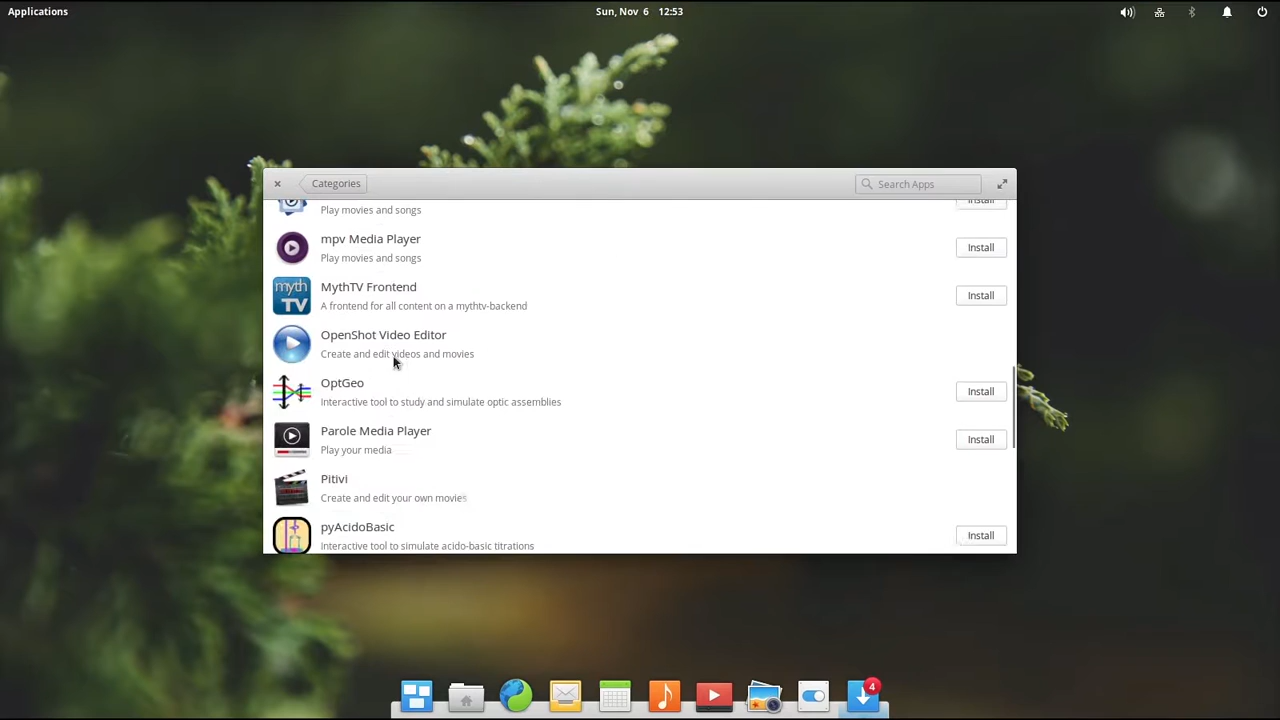 Applications
Sun, Nov 6 12:53
Categories
Search Apps
Play movies and songs
Install
mpv Media Player
Play movies and songs
Install
myth
TV
MythTV Frontend
A frontend for all content on a mythtv-backend
Install
OpenShot Video Editor
Create and edit videos and movies
OptGeo
Interactive tool to study and simulate optic assemblies
Install
Parole Media Player
Play your media
Install
Pitivi
Create and edit your own movies
pyAcidoBasic
Interactive tool to simulate acido-basic titrations
Install
4